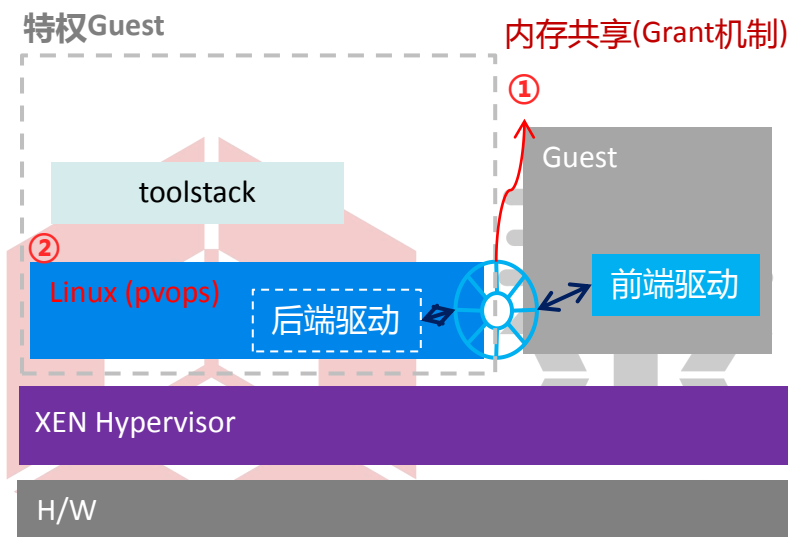 特权Guest
内存共享(Grant机制)
①
Guest
toolstack
②
Linux (pvops)
后端驱动
前端驱动
XEN Hypervisor
H/W